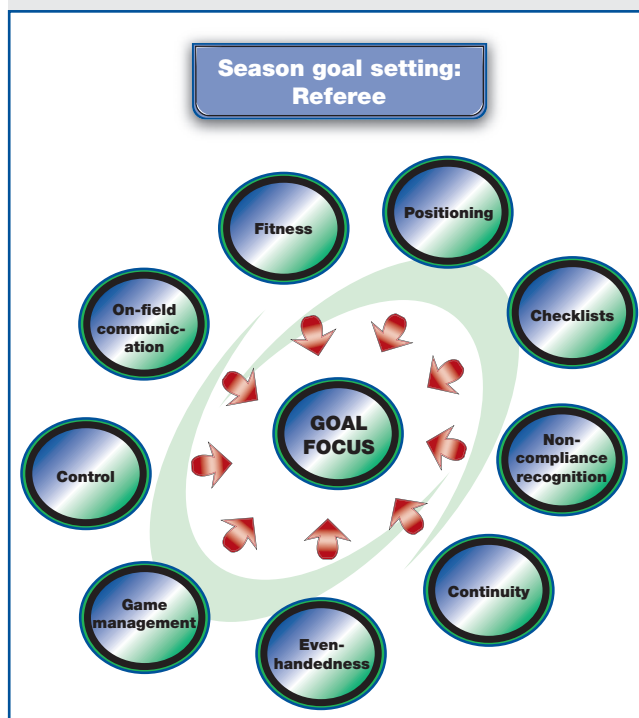 Season goal setting:
Referee
Fitness
Positioning
On-field
communic-
ation
Checklists
GOAL
FOCUS
Control
Non-
compliance
recognition
Game
management
Continuity
Even-
handedness